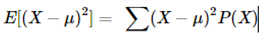 E[(X − μ)²] = ∑(X − μ)²P(X)